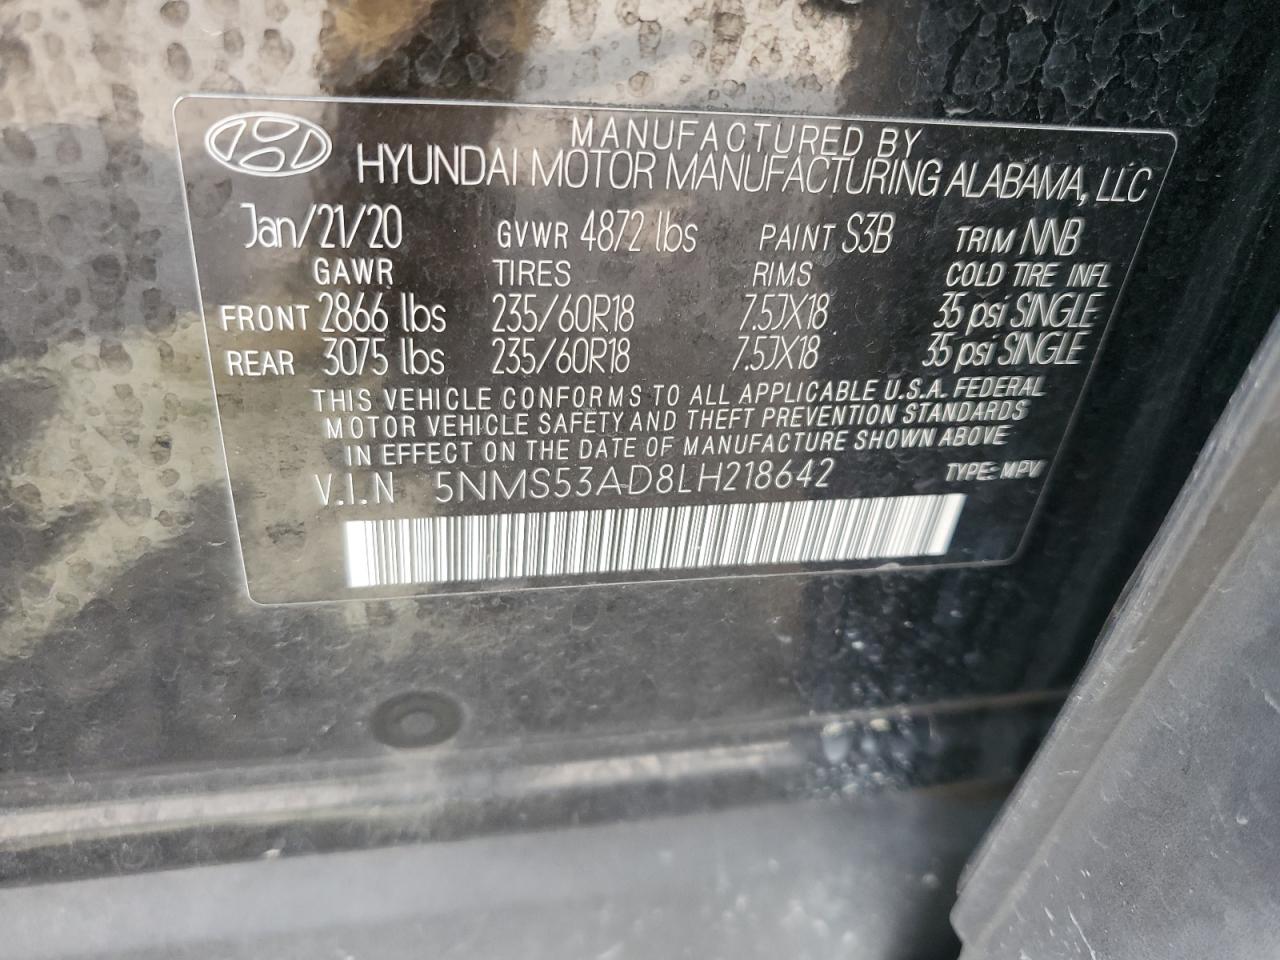 MANUFACTURED BY
HYUNDAI MOTOR MANUFACTURING ALABAMA, LLC
Jan/21/20 GVWR 4872 lbs PAINT S3B TRIM NNB
GAWR TIRES RIMS COLD TIRE INFL
FRONT 2866 lbs 235/60R18 7.5JX18 35 psi SINGLE
REAR 3075 lbs 235/60R18 7.5JX18 35 psi SINGLE
THIS VEHICLE CONFORMS TO ALL APPLICABLE U.S.A. FEDERAL
MOTOR VEHICLE SAFETY AND THEFT PREVENTION STANDARDS
IN EFFECT ON THE DATE OF MANUFACTURE SHOWN ABOVE
V.I.N 5NMS53AD8LH218642 TYPE: MPV